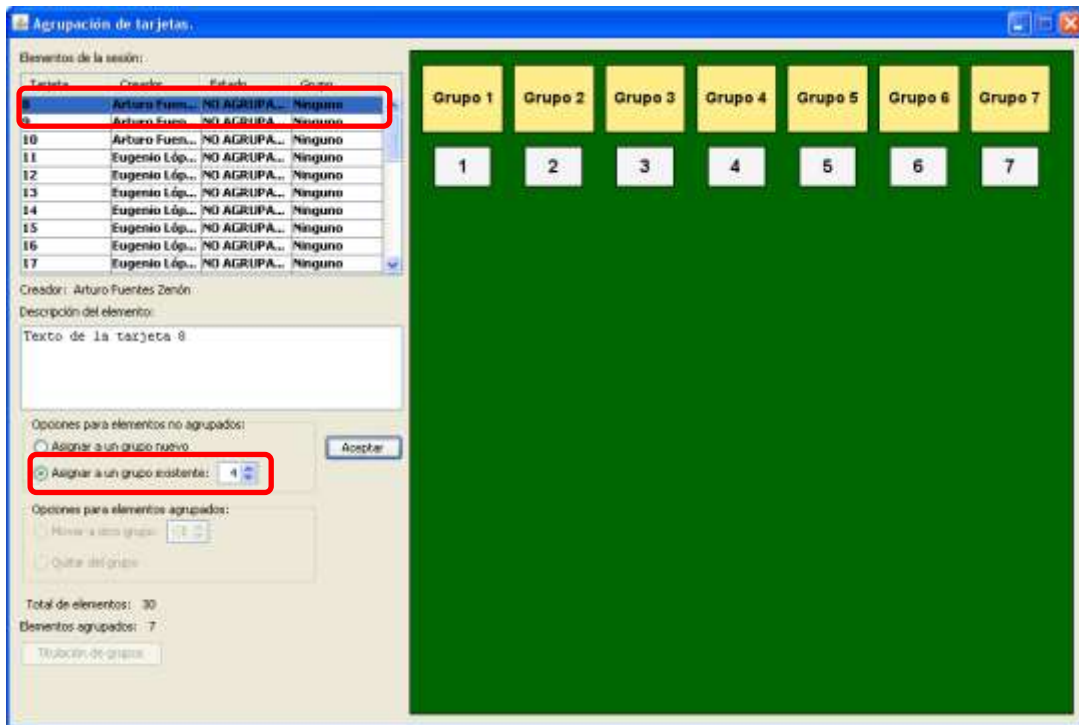 Agrupación de tarjetas.
Elementos de la sesión:
Tarjeta Creador Estado Grupo
8 Arturo Fuen... NO AGRUPA... Ninguno
9 Arturo Fuen... NO AGRUPA... Ninguno
10 Arturo Fuen... NO AGRUPA... Ninguno
11 Eugenio Lóp... NO AGRUPA... Ninguno
12 Eugenio Lóp... NO AGRUPA... Ninguno
13 Eugenio Lóp... NO AGRUPA... Ninguno
14 Eugenio Lóp... NO AGRUPA... Ninguno
15 Eugenio Lóp... NO AGRUPA... Ninguno
16 Eugenio Lóp... NO AGRUPA... Ninguno
17 Eugenio Lóp... NO AGRUPA... Ninguno
Creador: Arturo Fuentes Zenón
Descripción del elemento:
Texto de la tarjeta 8
Opciones para elementos no agrupados:
Asignar a un grupo nuevo
Aceptar
Asignar a un grupo existente: 4
Opciones para elementos agrupados:
Mover a otro grupo:
Quitar del grupo
Total de elementos: 30
Elementos agrupados: 7
Titulación de grupos
Grupo 1 Grupo 2 Grupo 3 Grupo 4 Grupo 5 Grupo 6 Grupo 7
1 2 3 4 5 6 7